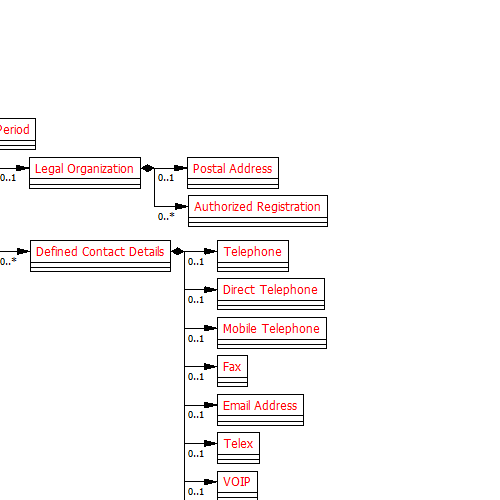 Period
0..1
Legal Organization
0..1
Postal Address
0..*
Authorized Registration
0..*
Defined Contact Details
0..1
Telephone
0..1
Direct Telephone
0..1
Mobile Telephone
0..1
Fax
0..1
Email Address
0..1
Telex
0..1
VOIP